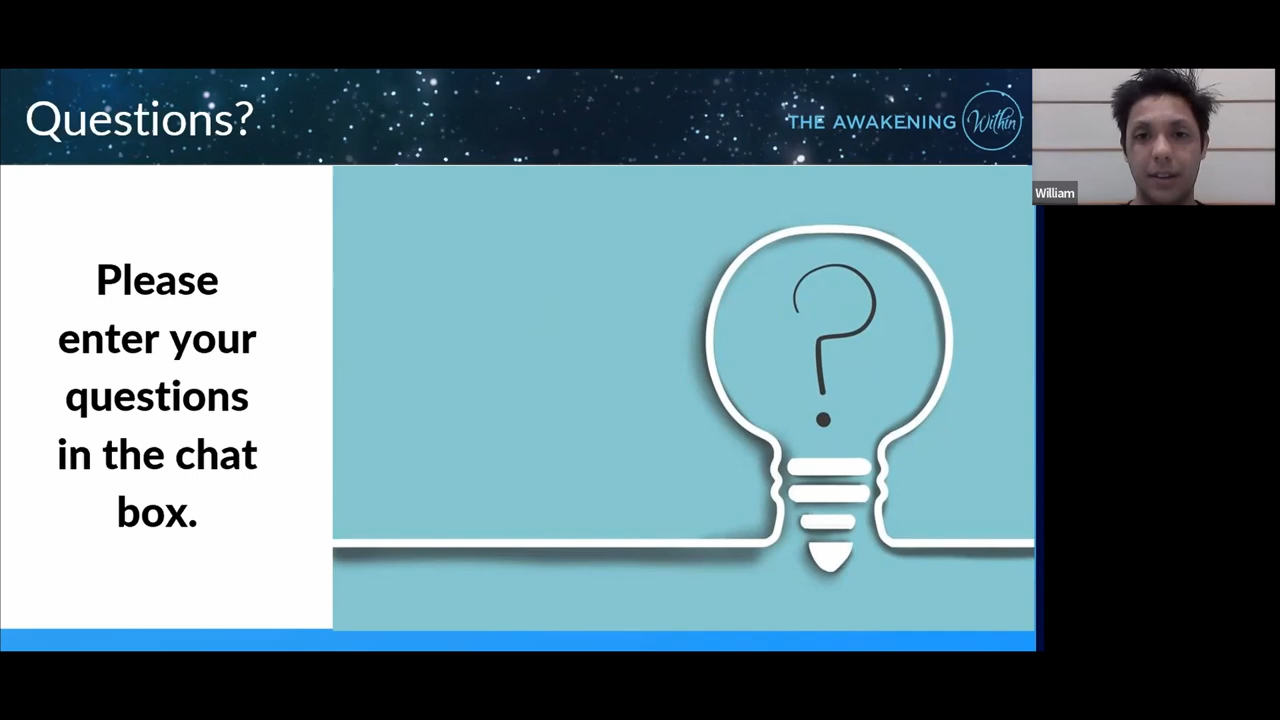 Questions?
THE AWAKENING Within
William
Please
enter your
questions
in the chat
box.
?